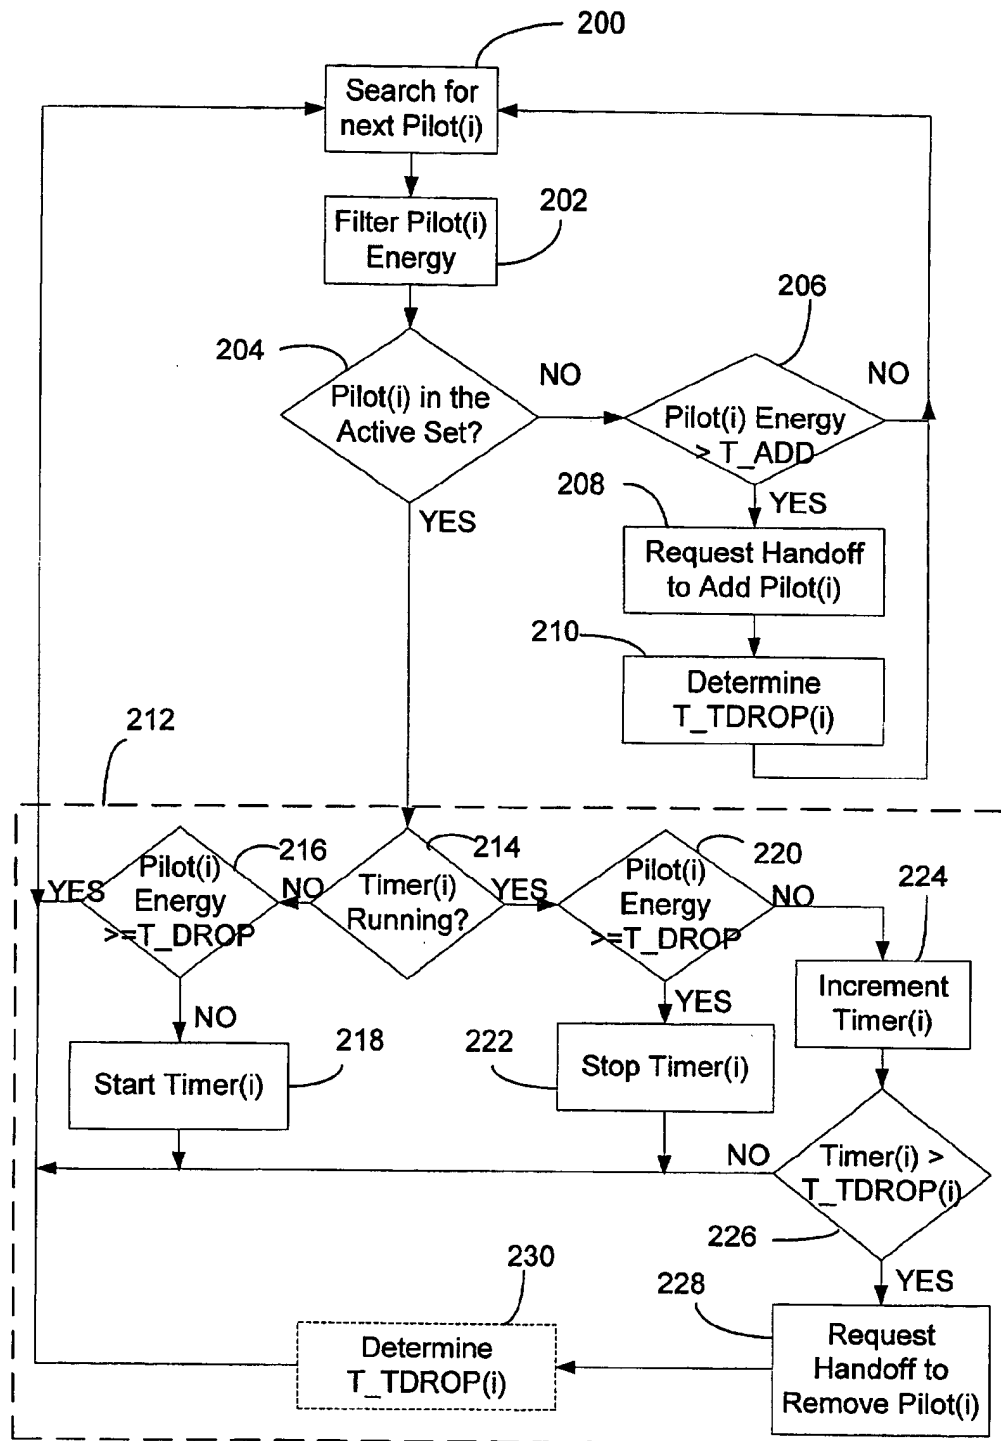 200
Search for
next Pilot(i)
202
Filter Pilot(i)
Energy
204
Pilot(i) in the
Active Set?
NO
YES
206
Pilot(i) Energy
> T_ADD
NO
YES
208
Request Handoff
to Add Pilot(i)
210
Determine
T_TDROP(i)
212
214
Timer(i)
Running?
NO
YES
216
Pilot(i)
Energy
>=T_DROP
YES
NO
218
Start Timer(i)
220
Pilot(i)
Energy
>=T_DROP
NO
YES
222
Stop Timer(i)
224
Increment
Timer(i)
Timer(i) >
T_TDROP(i)
226
NO
YES
228
Request
Handoff to
Remove Pilot(i)
230
Determine
T_TDROP(i)